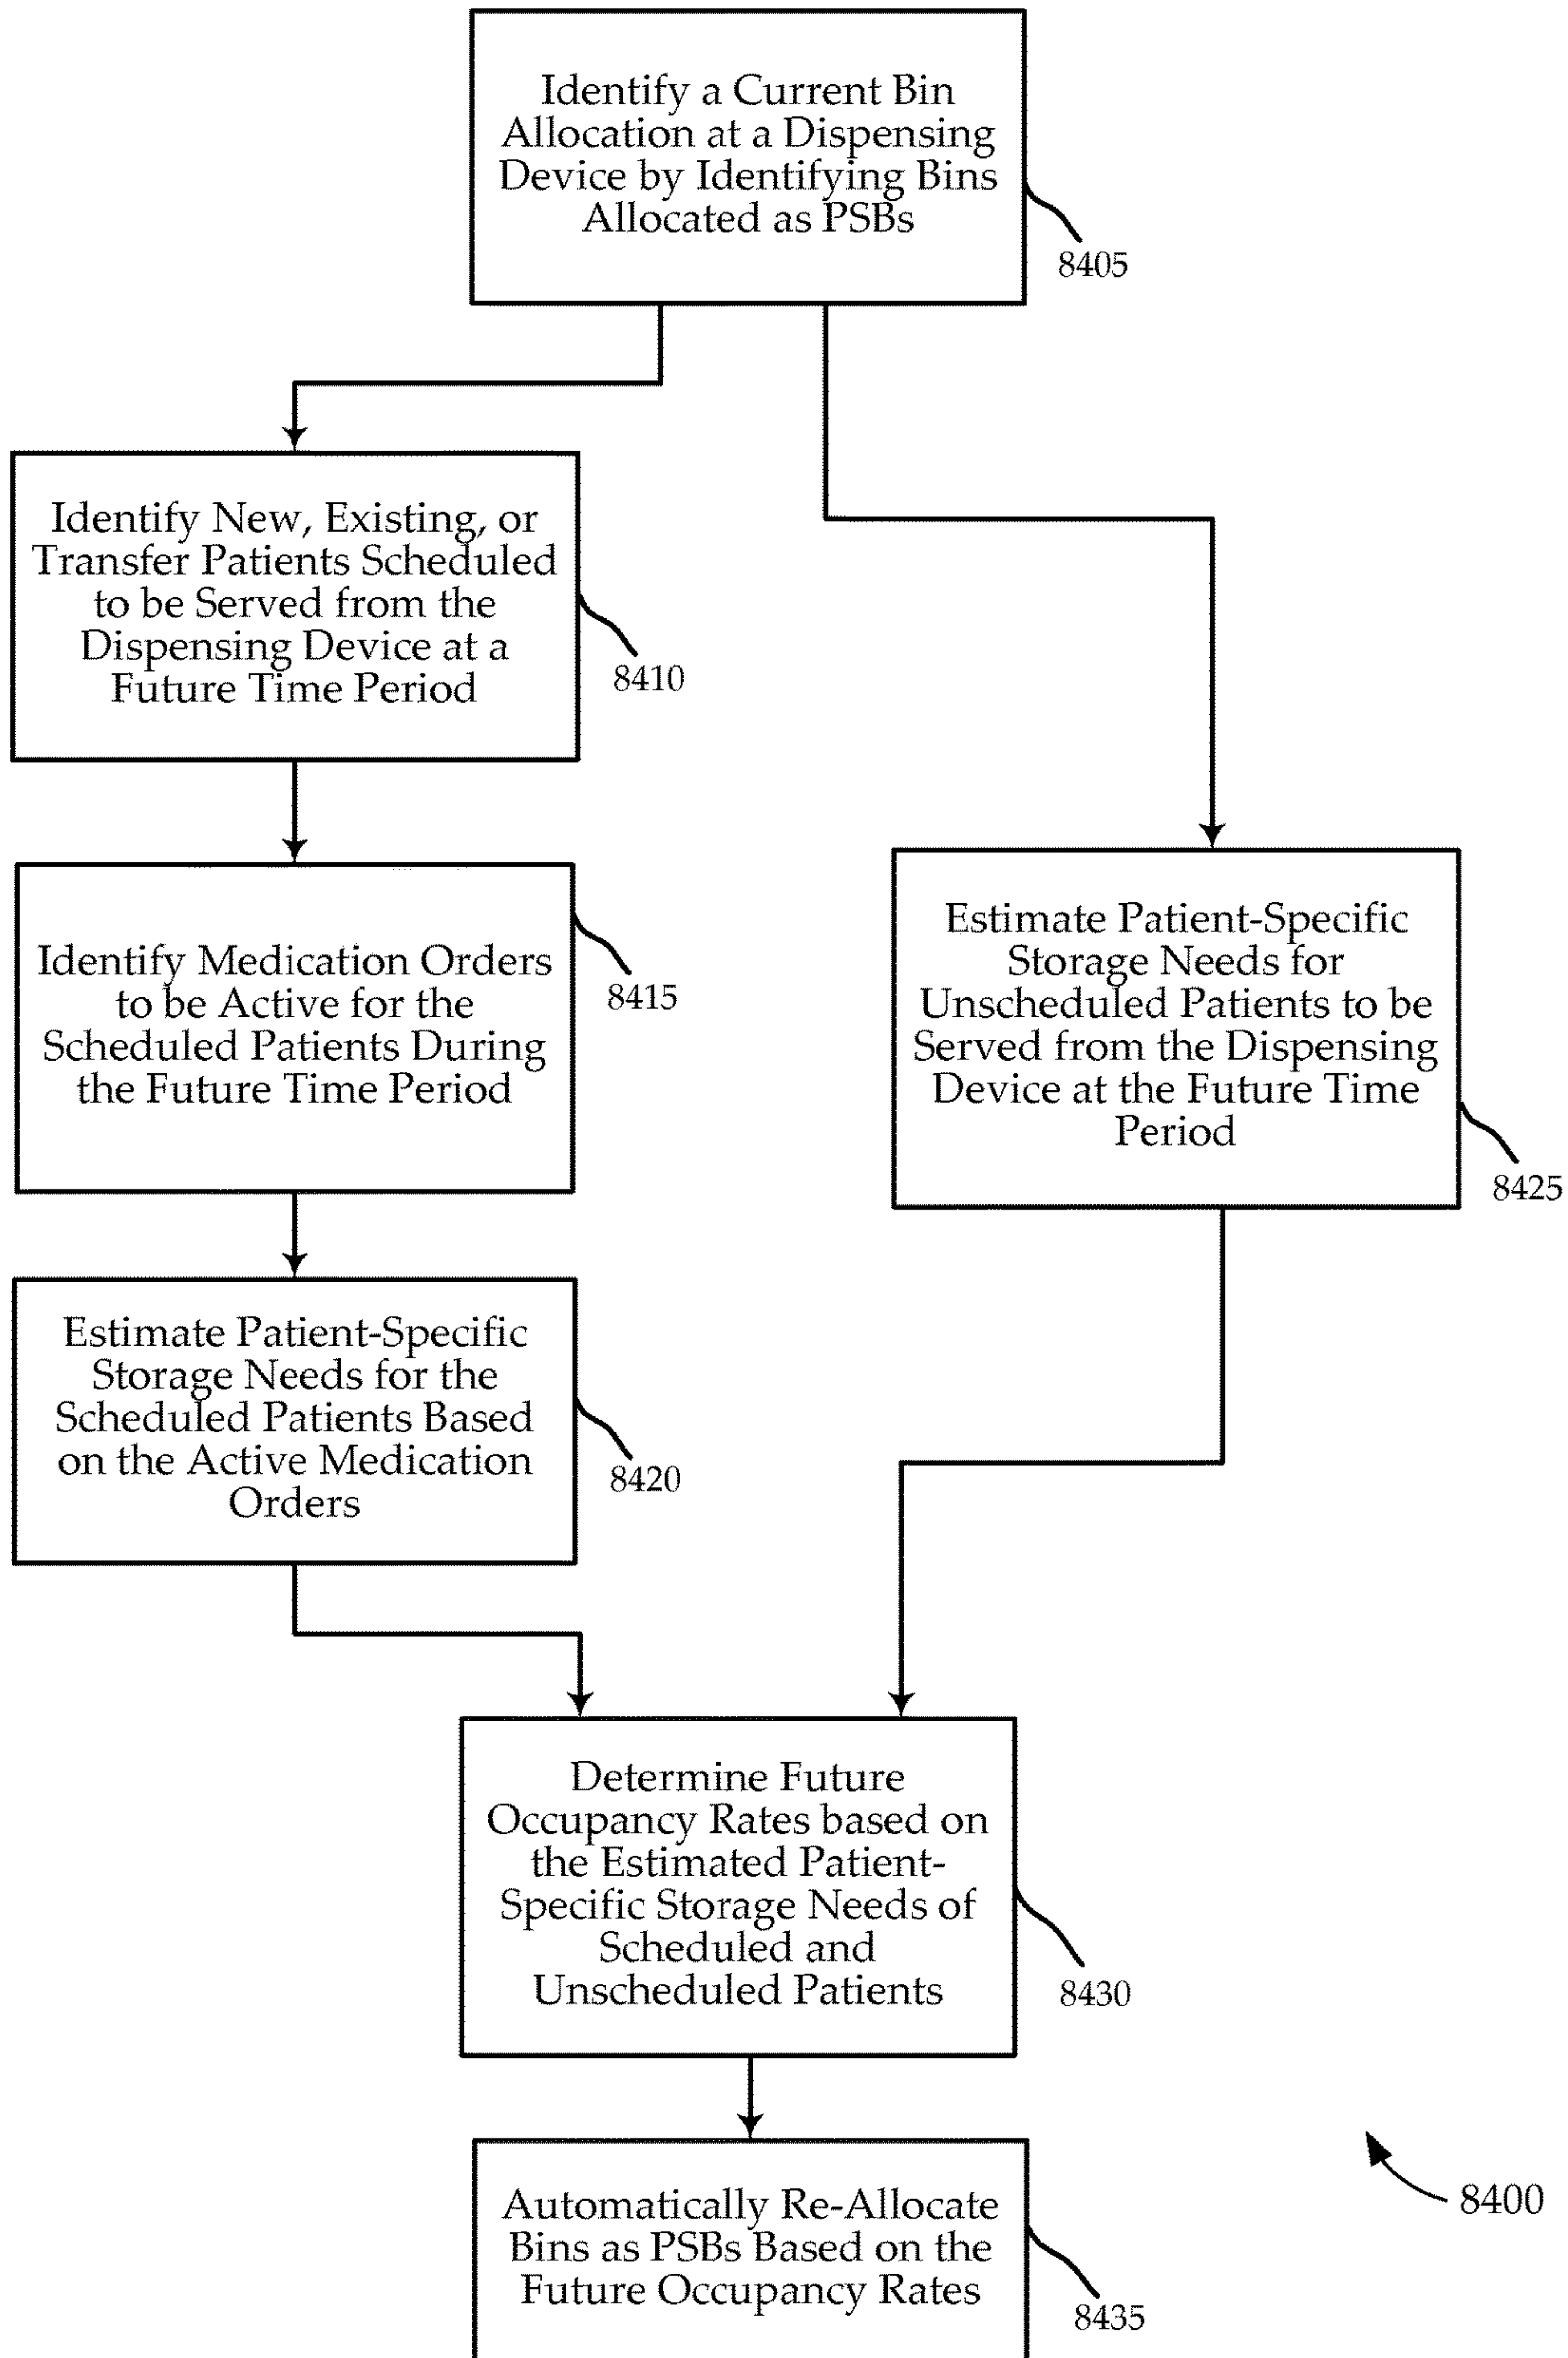 Identify a Current Bin
Allocation at a Dispensing
Device by Identifying Bins
Allocated as PSBs
8405
Identify New, Existing, or
Transfer Patients Scheduled
to be Served from the
Dispensing Device at a
Future Time Period
8410
Identify Medication Orders
to be Active for the
Scheduled Patients During
the Future Time Period
8415
Estimate Patient-Specific
Storage Needs for
Unscheduled Patients to be
Served from the Dispensing
Device at the Future Time
Period
8425
Estimate Patient-Specific
Storage Needs for the
Scheduled Patients Based
on the Active Medication
Orders
8420
Determine Future
Occupancy Rates based on
the Estimated Patient-
Specific Storage Needs of
Scheduled and
Unscheduled Patients
8430
Automatically Re-Allocate
Bins as PSBs Based on the
Future Occupancy Rates
8435
8400